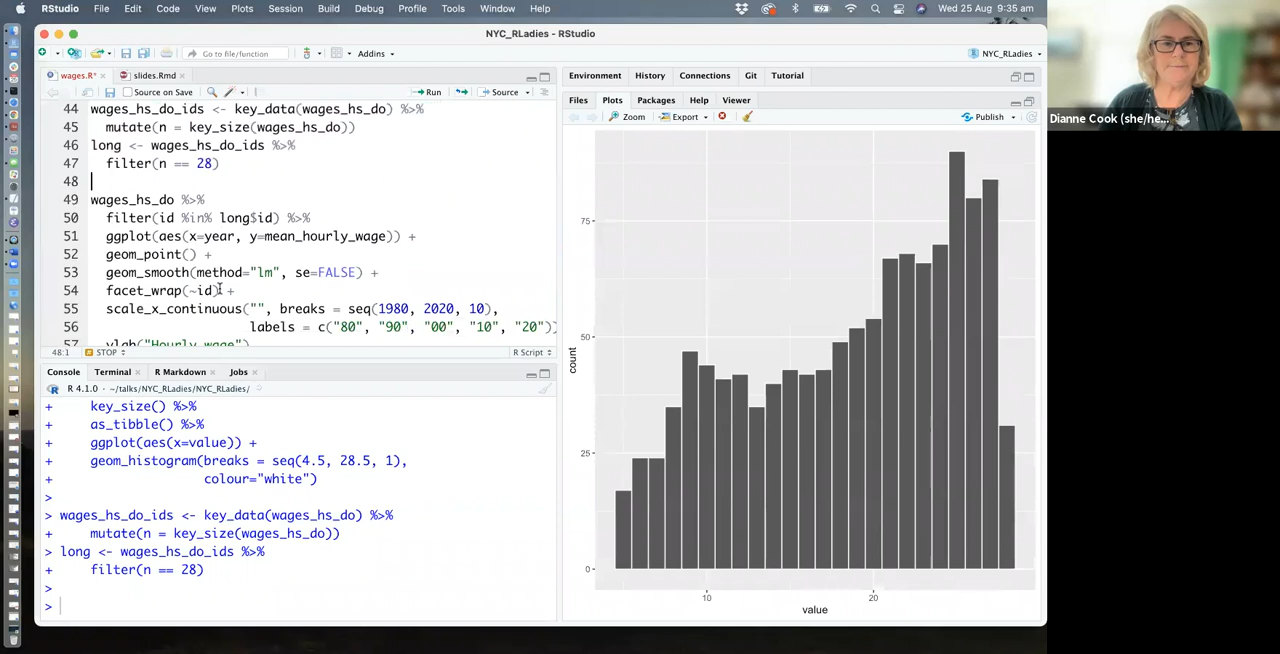 RStudio File Edit Code View Plots Session Build Debug Profile Tools Window Help Wed 25 Aug 9:35 am
NYC_RLadies - RStudio
Go to file/function Addins NYC_RLadies
wages.R* slides.Rmd
Source on Save Run Source
44 wages_hs_do_ids <- key_data(wages_hs_do) %>%
45 mutate(n = key_size(wages_hs_do))
46 long <- wages_hs_do_ids %>%
47 filter(n == 28)
48
49 wages_hs_do %>%
50 filter(id %in% long$id) %>%
51 ggplot(aes(x=year, y=mean_hourly_wage)) +
52 geom_point() +
53 geom_smooth(method="lm", se=FALSE) +
54 facet_wrap(~id) +
55 scale_x_continuous("", breaks = seq(1980, 2020, 10),
56 labels = c("80", "90", "00", "10", "20"))
57 ylab("Hourly wage")
48:1 STOP R Script
Console Terminal R Markdown Jobs
R 4.1.0 · ~/talks/NYC_RLadies/NYC_RLadies/
+ key_size() %>%
+ as_tibble() %>%
+ ggplot(aes(x=value)) +
+ geom_histogram(breaks = seq(4.5, 28.5, 1),
+ colour="white")
>
> wages_hs_do_ids <- key_data(wages_hs_do) %>%
+ mutate(n = key_size(wages_hs_do))
> long <- wages_hs_do_ids %>%
+ filter(n == 28)
>
>
Environment History Connections Git Tutorial
Files Plots Packages Help Viewer
Zoom Export Publish
75
50
25
0
count
10 20
value
Dianne Cook (she/he...